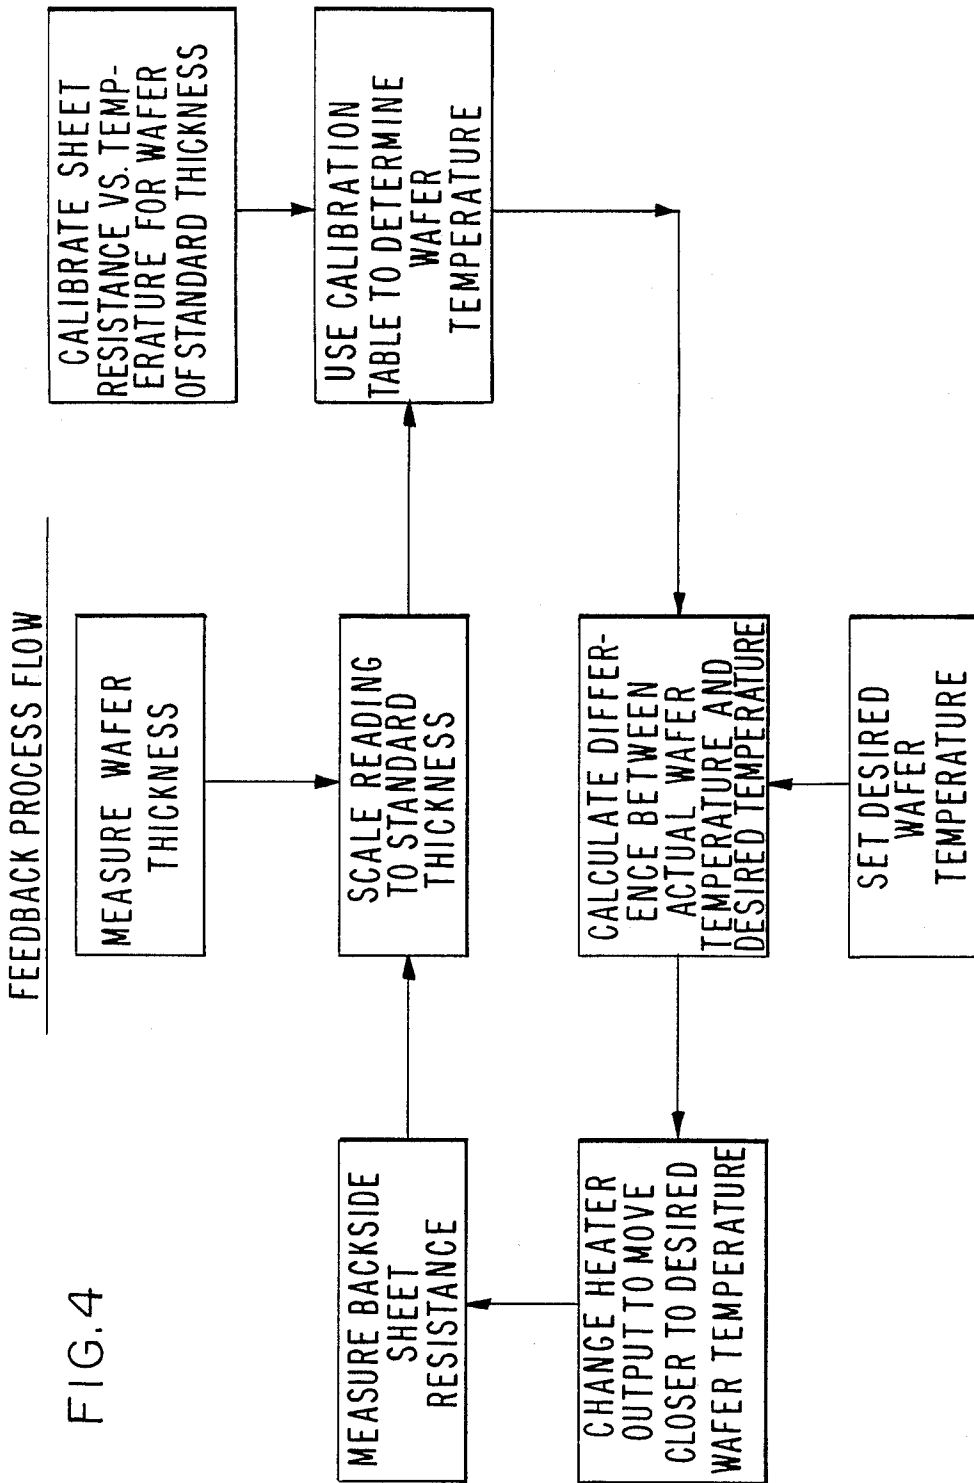 FIG.4
FEEDBACK PROCESS FLOW
MEASURE WAFER
THICKNESS
CALIBRATE SHEET
RESISTANCE VS. TEMP-
ERATURE FOR WAFER
OF STANDARD THICKNESS
MEASURE BACKSIDE
SHEET
RESISTANCE
SCALE READING
TO STANDARD
THICKNESS
USE CALIBRATION
TABLE TO DETERMINE
WAFER
TEMPERATURE
CHANGE HEATER
OUTPUT TO MOVE
CLOSER TO DESIRED
WAFER TEMPERATURE
CALCULATE DIFFER-
ENCE BETWEEN
ACTUAL WAFER
TEMPERATURE AND
DESIRED TEMPERATURE
SET DESIRED
WAFER
TEMPERATURE